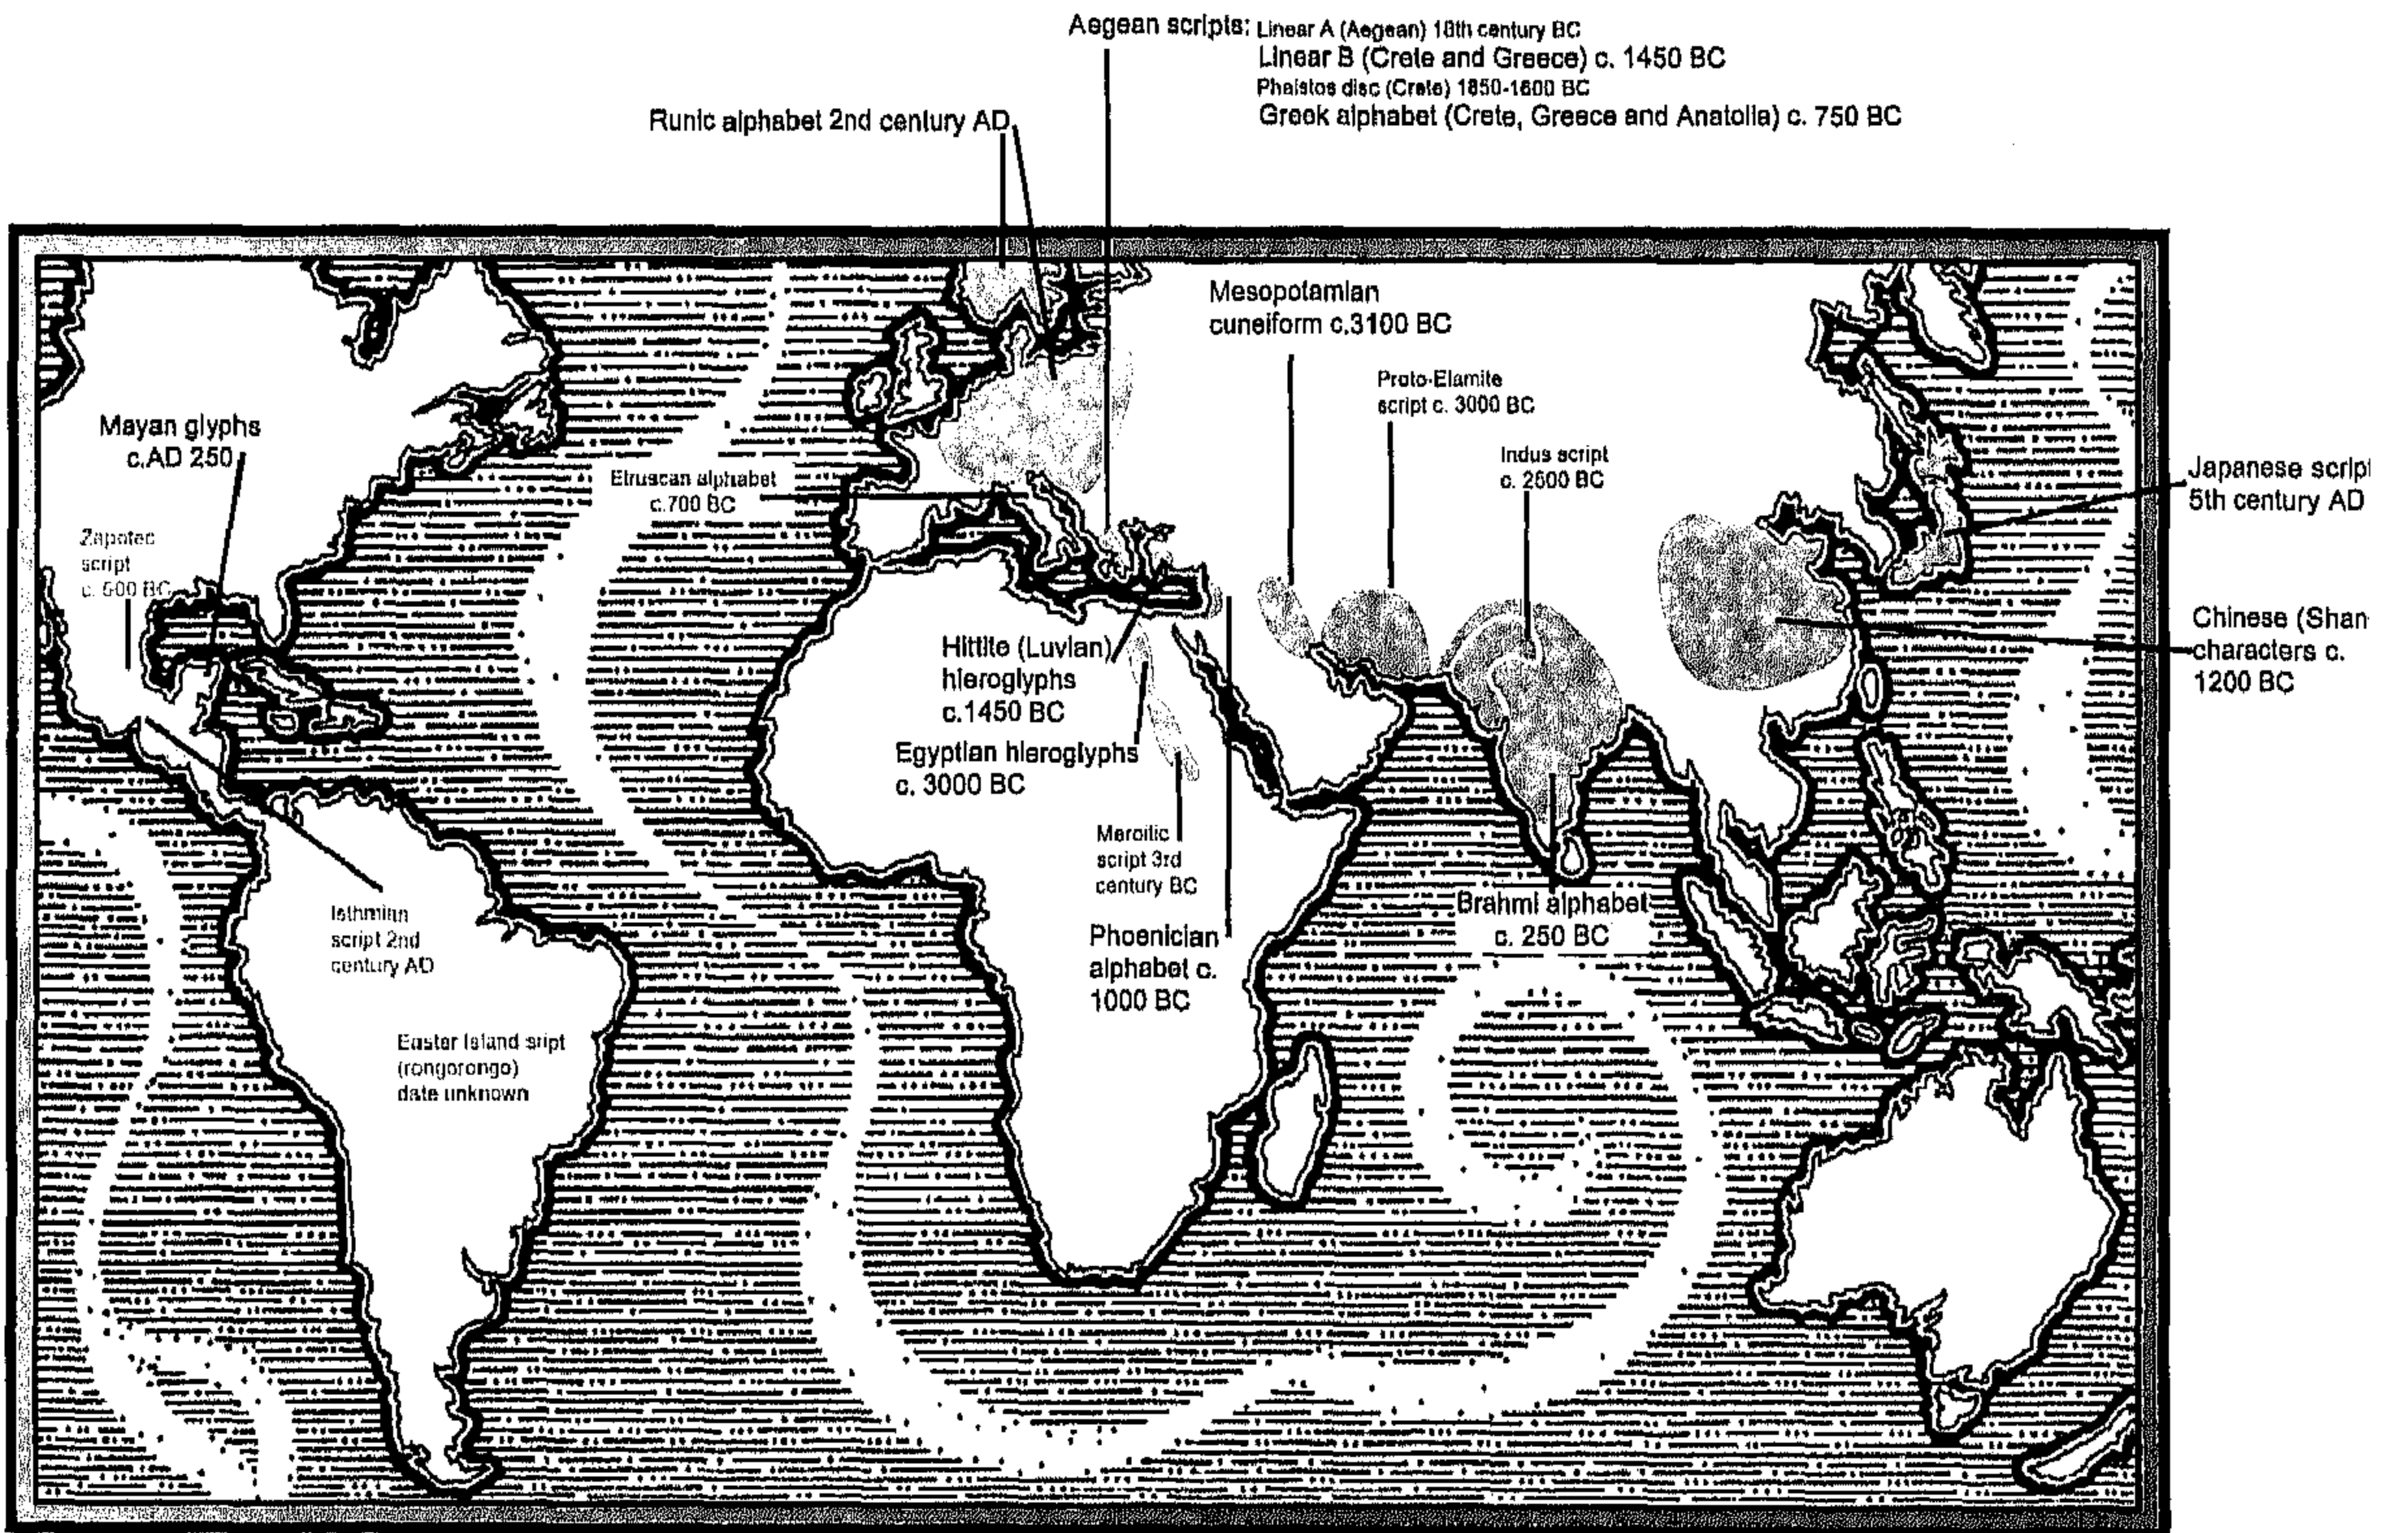 Aegean scripts: Linear A (Aegean) 18th century BC
Linear B (Crete and Greece) c. 1450 BC
Phaistos disc (Crete) 1850-1600 BC
Greek alphabet (Crete, Greece and Anatolia) c. 750 BC
Runic alphabet 2nd century AD
Mesopotamian
cuneiform c.3100 BC
Proto-Elamite
script c. 3000 BC
Indus script
c. 2500 BC
Mayan glyphs
c.AD 250
Etruscan alphabet
c.700 BC
Japanese script
5th century AD
Zapotec
script
c. 600 BC
Chinese (Shan
characters c.
1200 BC
Hittite (Luvian)
hieroglyphs
c.1450 BC
Egyptian hieroglyphs
c. 3000 BC
Meroitic
script 3rd
century BC
Brahmi alphabet
c. 250 BC
Isthmian
script 2nd
century AD
Phoenician
alphabet c.
1000 BC
Easter Island sript
(rongorongo)
date unknown